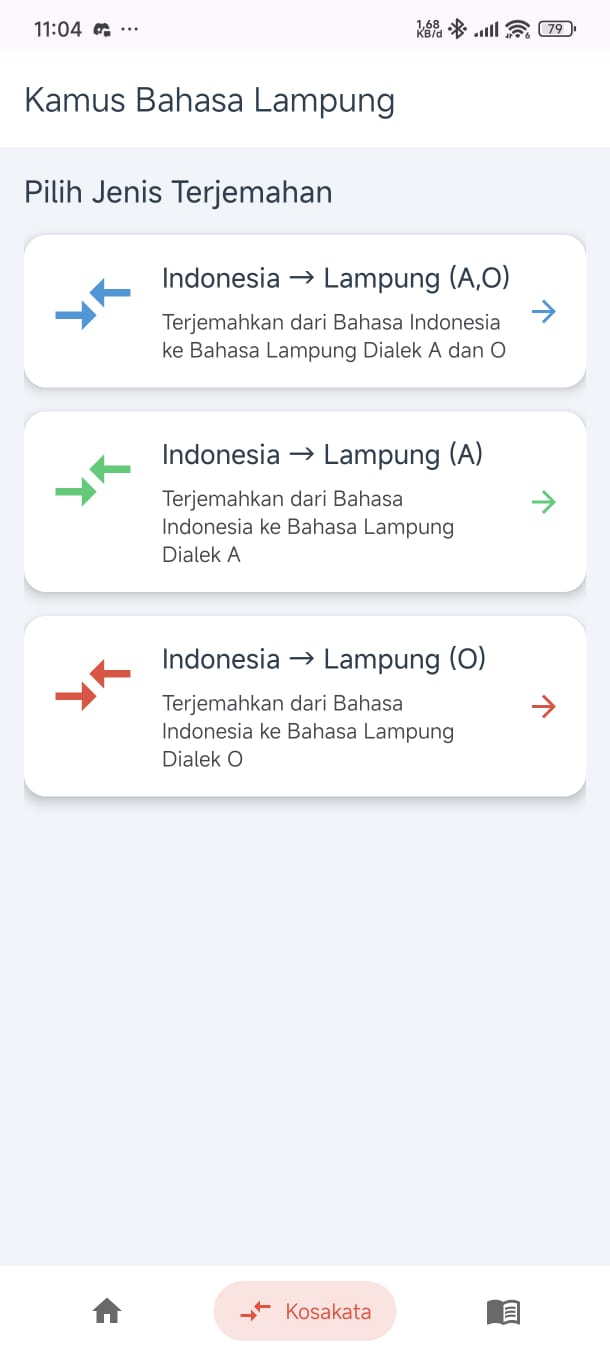 11:04 ...
1,68
KB/d
6
79
Kamus Bahasa Lampung
Pilih Jenis Terjemahan
Indonesia → Lampung (A,O)
Terjemahkan dari Bahasa Indonesia
ke Bahasa Lampung Dialek A dan O
Indonesia → Lampung (A)
Terjemahkan dari Bahasa
Indonesia ke Bahasa Lampung
Dialek A
Indonesia → Lampung (O)
Terjemahkan dari Bahasa
Indonesia ke Bahasa Lampung
Dialek O
Kosakata